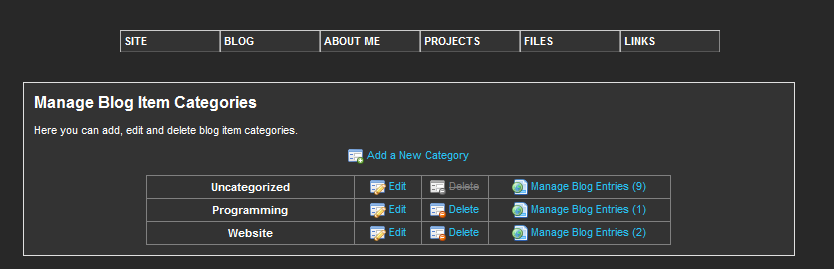 SITE BLOG ABOUT ME PROJECTS FILES LINKS
Manage Blog Item Categories
Here you can add, edit and delete blog item categories.
Add a New Category
Uncategorized Edit Delete Manage Blog Entries (9)
Programming Edit Delete Manage Blog Entries (1)
Website Edit Delete Manage Blog Entries (2)